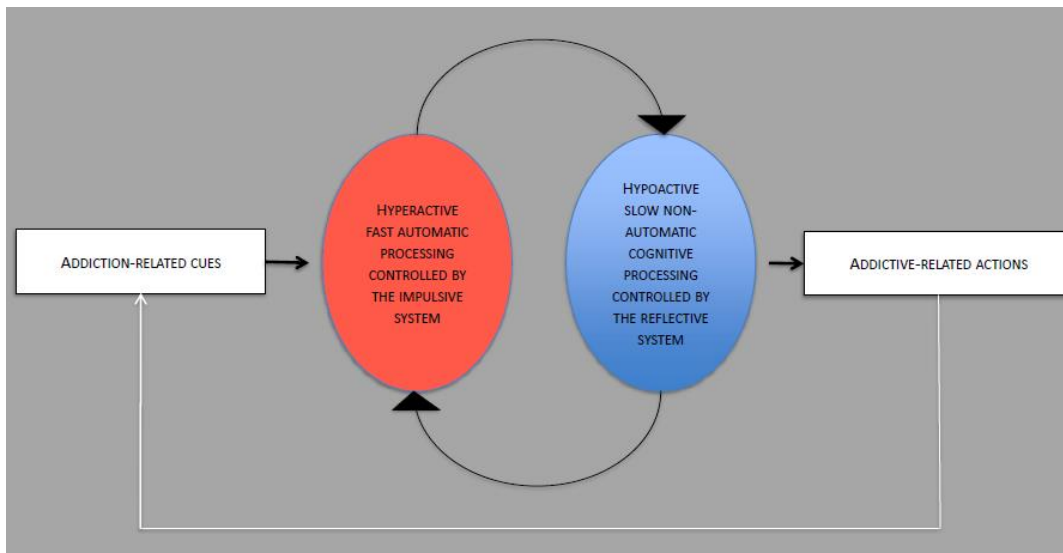 ADDICTION-RELATED CUES
HYPERACTIVE
FAST AUTOMATIC
PROCESSING
CONTROLLED BY
THE IMPULSIVE
SYSTEM
HYPOACTIVE
SLOW NON-
AUTOMATIC
COGNITIVE
PROCESSING
CONTROLLED BY
THE REFLECTIVE
SYSTEM
ADDICTIVE-RELATED ACTIONS